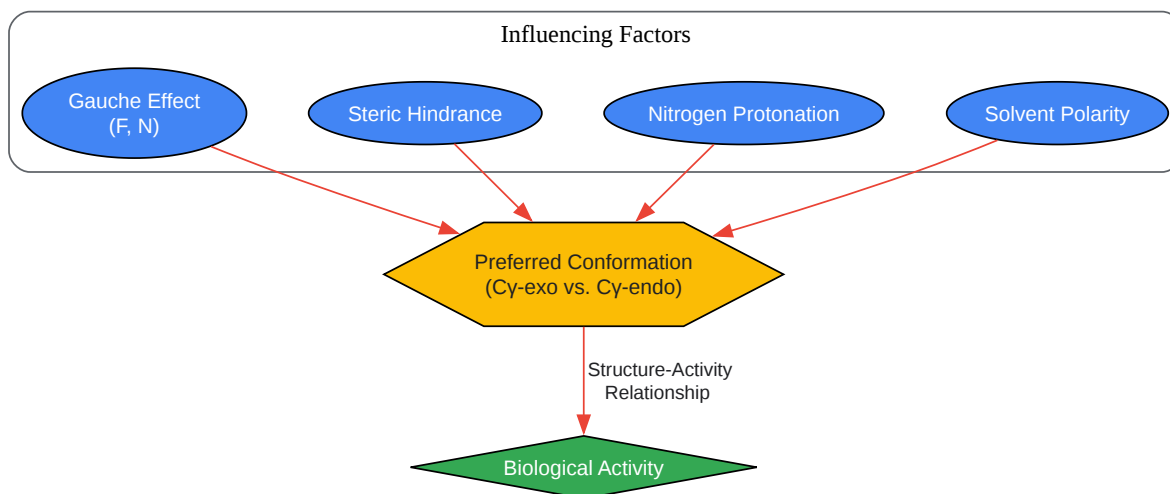 Influencing Factors
Gauche Effect
(F, N)
Steric Hindrance
Nitrogen Protonation
Solvent Polarity
Preferred Conformation
(Cγ-exo vs. Cγ-endo)
Structure-Activity
Relationship
Biological Activity